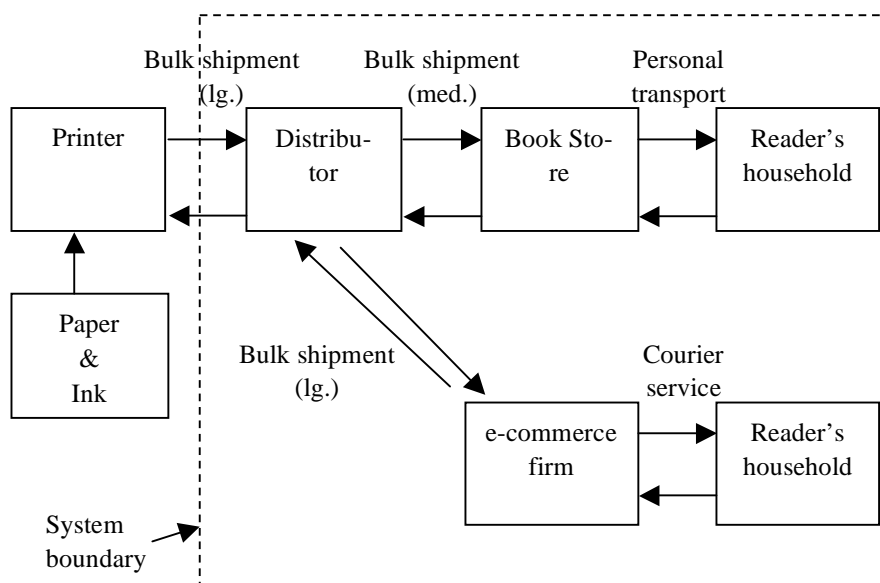 Bulk shipment
(lg.)
Bulk shipment
(med.)
Personal
transport
Printer
Distribu-
tor
Book Sto-
re
Reader’s
household
Paper
&
Ink
Bulk shipment
(lg.)
Courier
service
e-commerce
firm
Reader’s
household
System
boundary